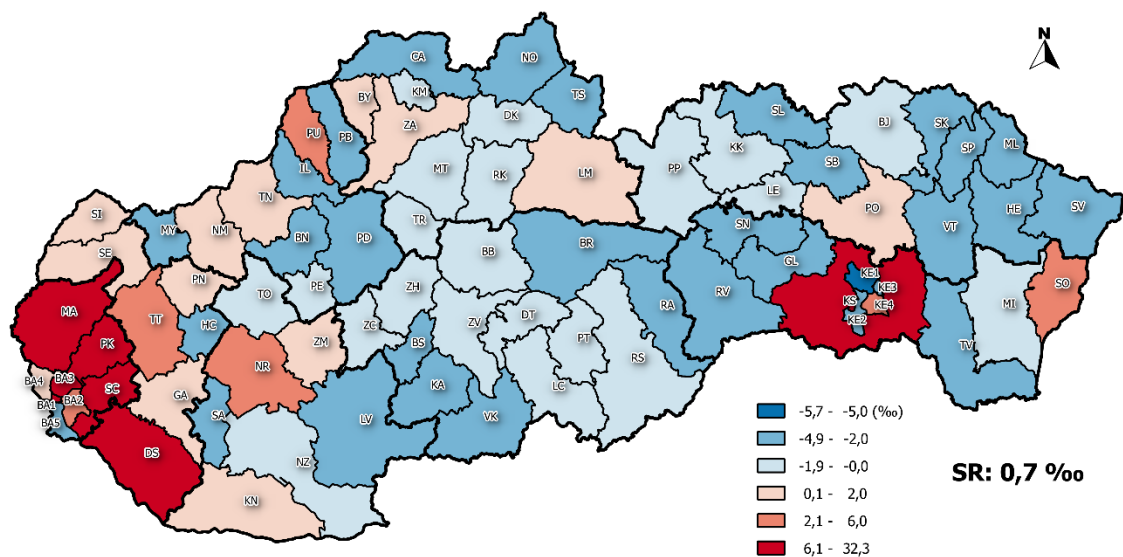 N
CA
NO
KM
TS
BY
DK
ZA
PU
PB
IL
MT
RK
LM
PP
KK
SL
BJ
SK
SP
ML
SB
LE
PO
VT
HE
SV
SI
SE
MY
NM
TN
BN
PD
TR
BB
BR
SN
GL
RV
RA
PN
TO
PE
ZH
ZC
ZV
DT
PT
RS
LC
MA
TT
HC
NR
ZM
BS
KA
VK
LV
PK
SC
BA4
BA3
BA1
BA2
BA5
GA
SA
NZ
DS
KN
KE1
KE3
KS
KE4
KE2
TV
MI
SO
-5,7 - -5,0 (‰)
-4,9 - -2,0
-1,9 - -0,0
0,1 - 2,0
2,1 - 6,0
6,1 - 32,3
SR: 0,7 ‰